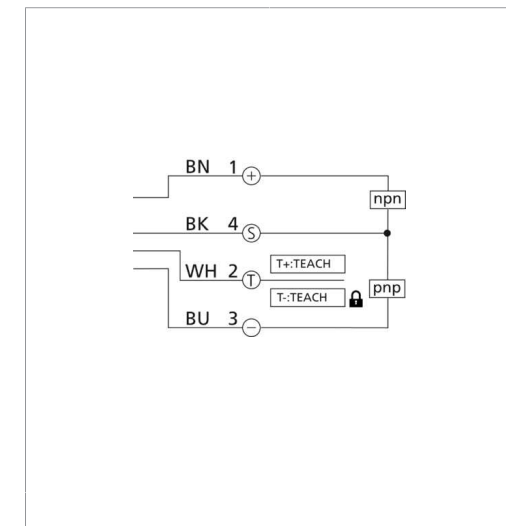 BN 1 +
npn
BK 4 S
T+:TEACH
WH 2 T
pnp
T-:TEACH
BU 3 −